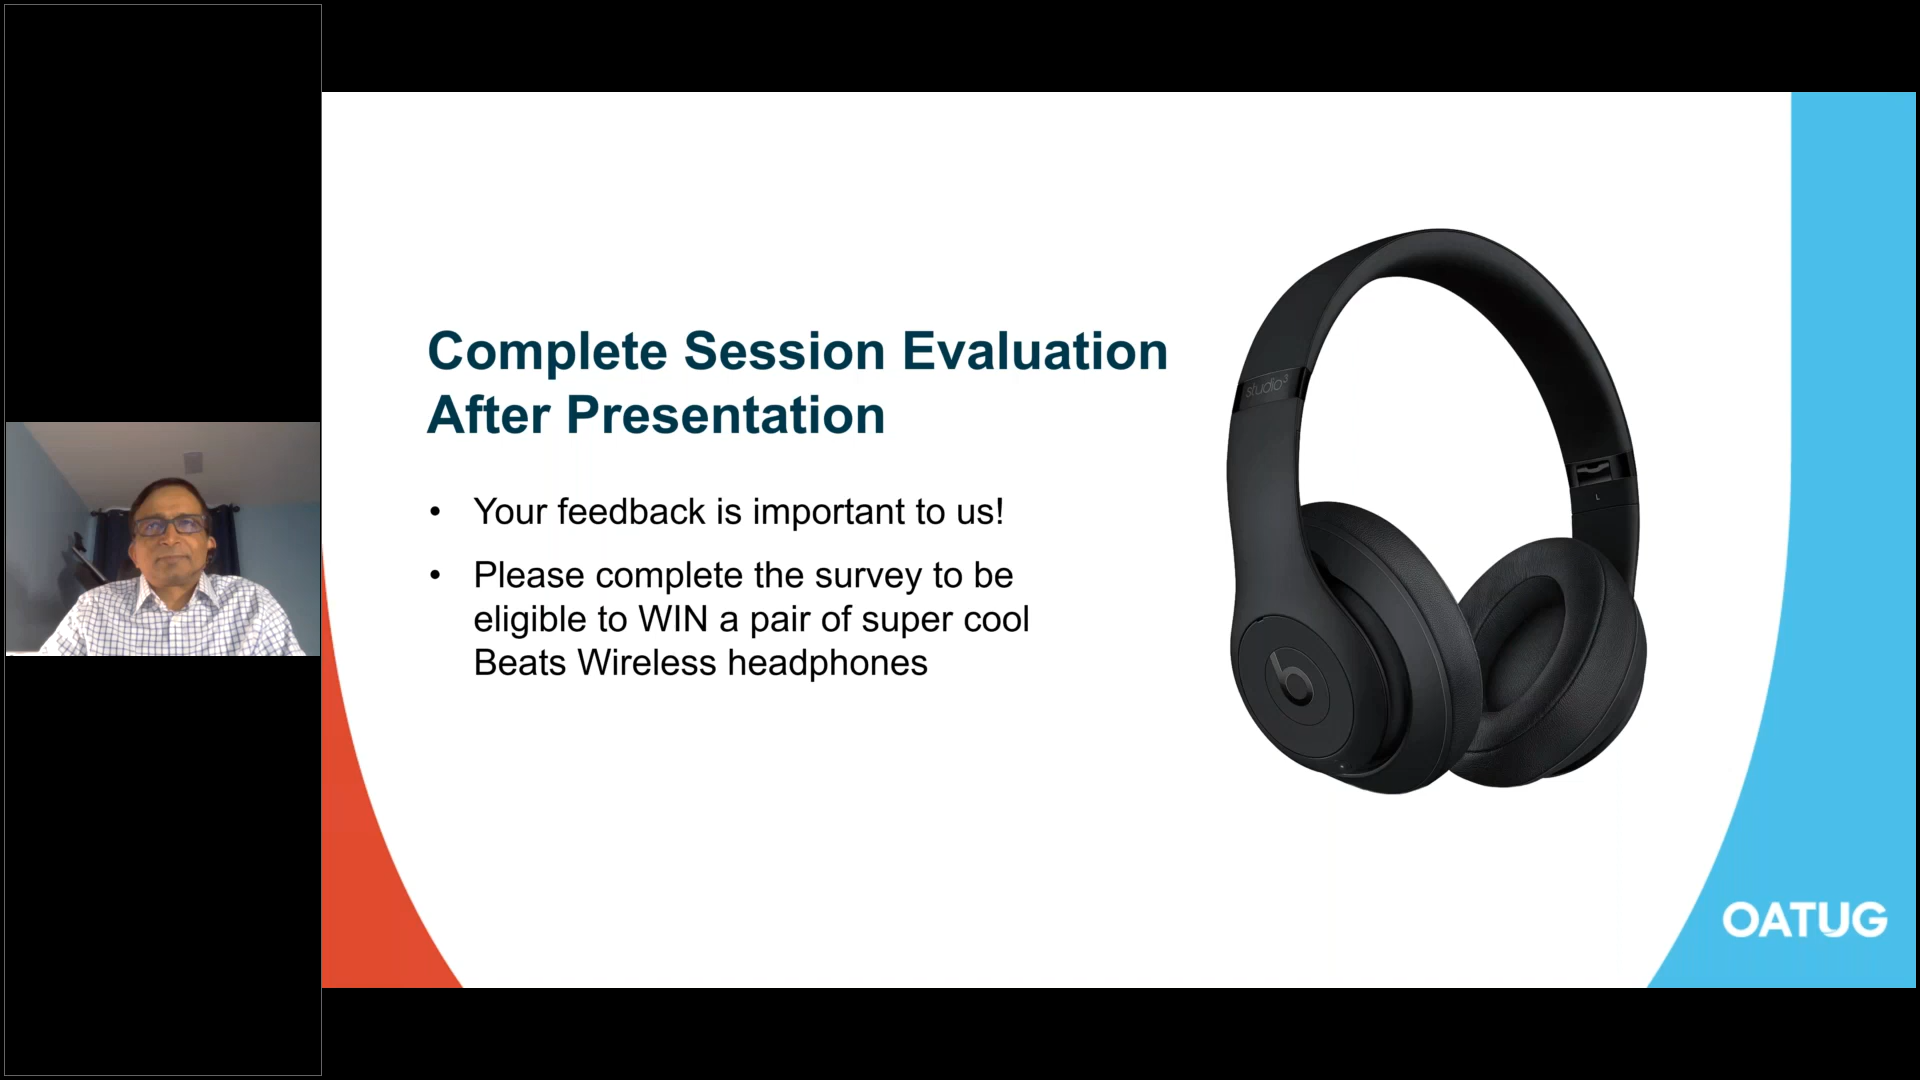 Complete Session Evaluation
After Presentation
• Your feedback is important to us!
• Please complete the survey to be
eligible to WIN a pair of super cool
Beats Wireless headphones
studio³
L
b
OATUG